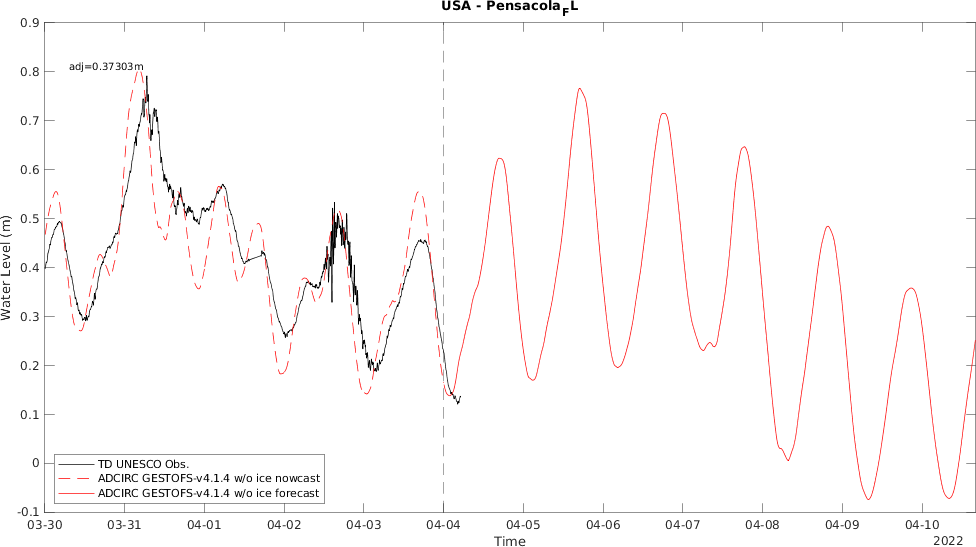 USA - Pensacola_FL
adj=0.37303m
Water Level (m)
0.9
0.8
0.7
0.6
0.5
0.4
0.3
0.2
0.1
0
-0.1
TD UNESCO Obs.
ADCIRC GESTOFS-v4.1.4 w/o ice nowcast
ADCIRC GESTOFS-v4.1.4 w/o ice forecast
03-30 03-31 04-01 04-02 04-03 04-04 04-05 04-06 04-07 04-08 04-09 04-10
Time
2022